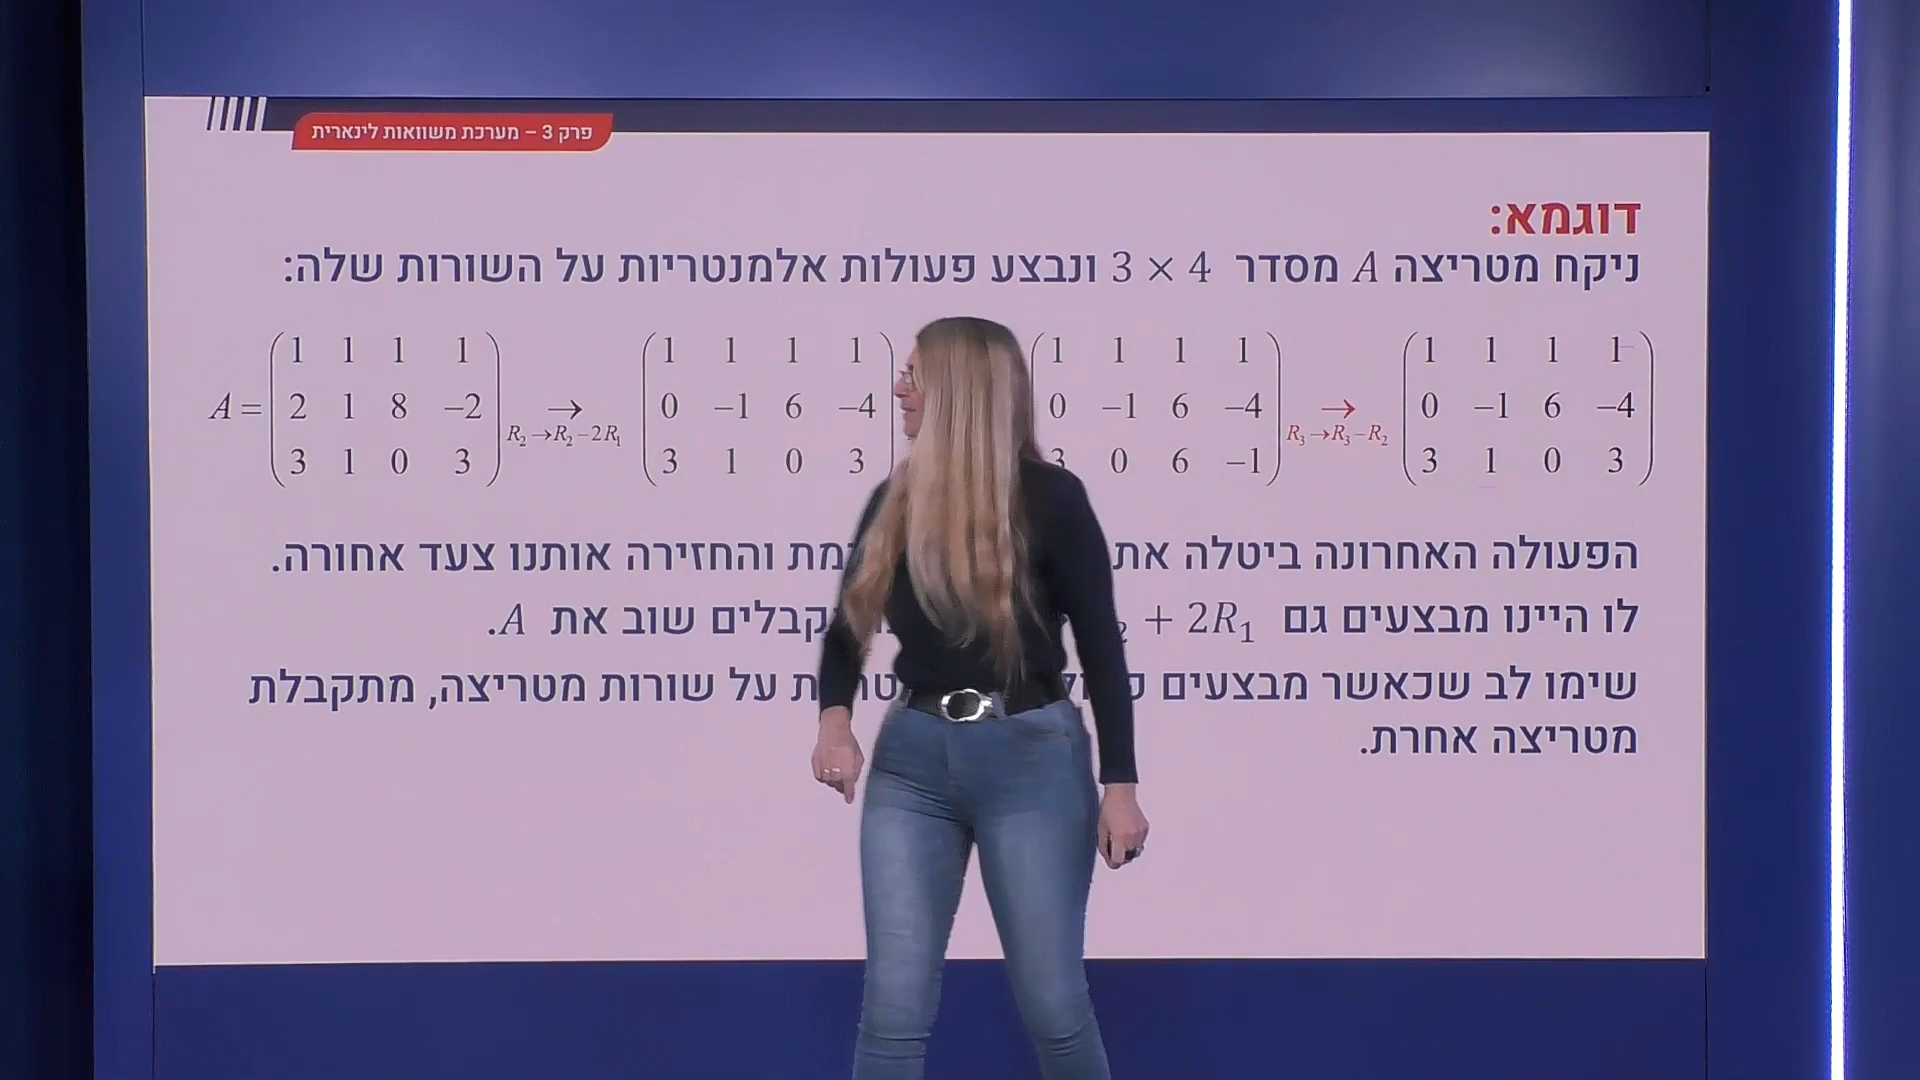 פרק 3 – מערכת משוואות לינארית
דוגמא:
ניקח מטריצה A מסדר 3 × 4 ונבצע פעולות אלמנטריות על השורות שלה:
1 1 1 1 1 1 1 1 1 1 1 1 1 1 1 1
A = 2 1 8 −2 → 0 −1 6 −4 0 −1 6 −4 → 0 −1 6 −4
R₂→R₂−2R₁ R₃→R₃−R₂
3 1 0 3 3 1 0 3 3 0 6 −1 3 1 0 3
הפעולה האחרונה ביטלה את והחזירה אותנו צעד אחורה.
לו היינו מבצעים גם + 2R₁ שוב את A.
שימו לב שכאשר מבצעים על שורות מטריצה, מתקבלת
מטריצה אחרת.